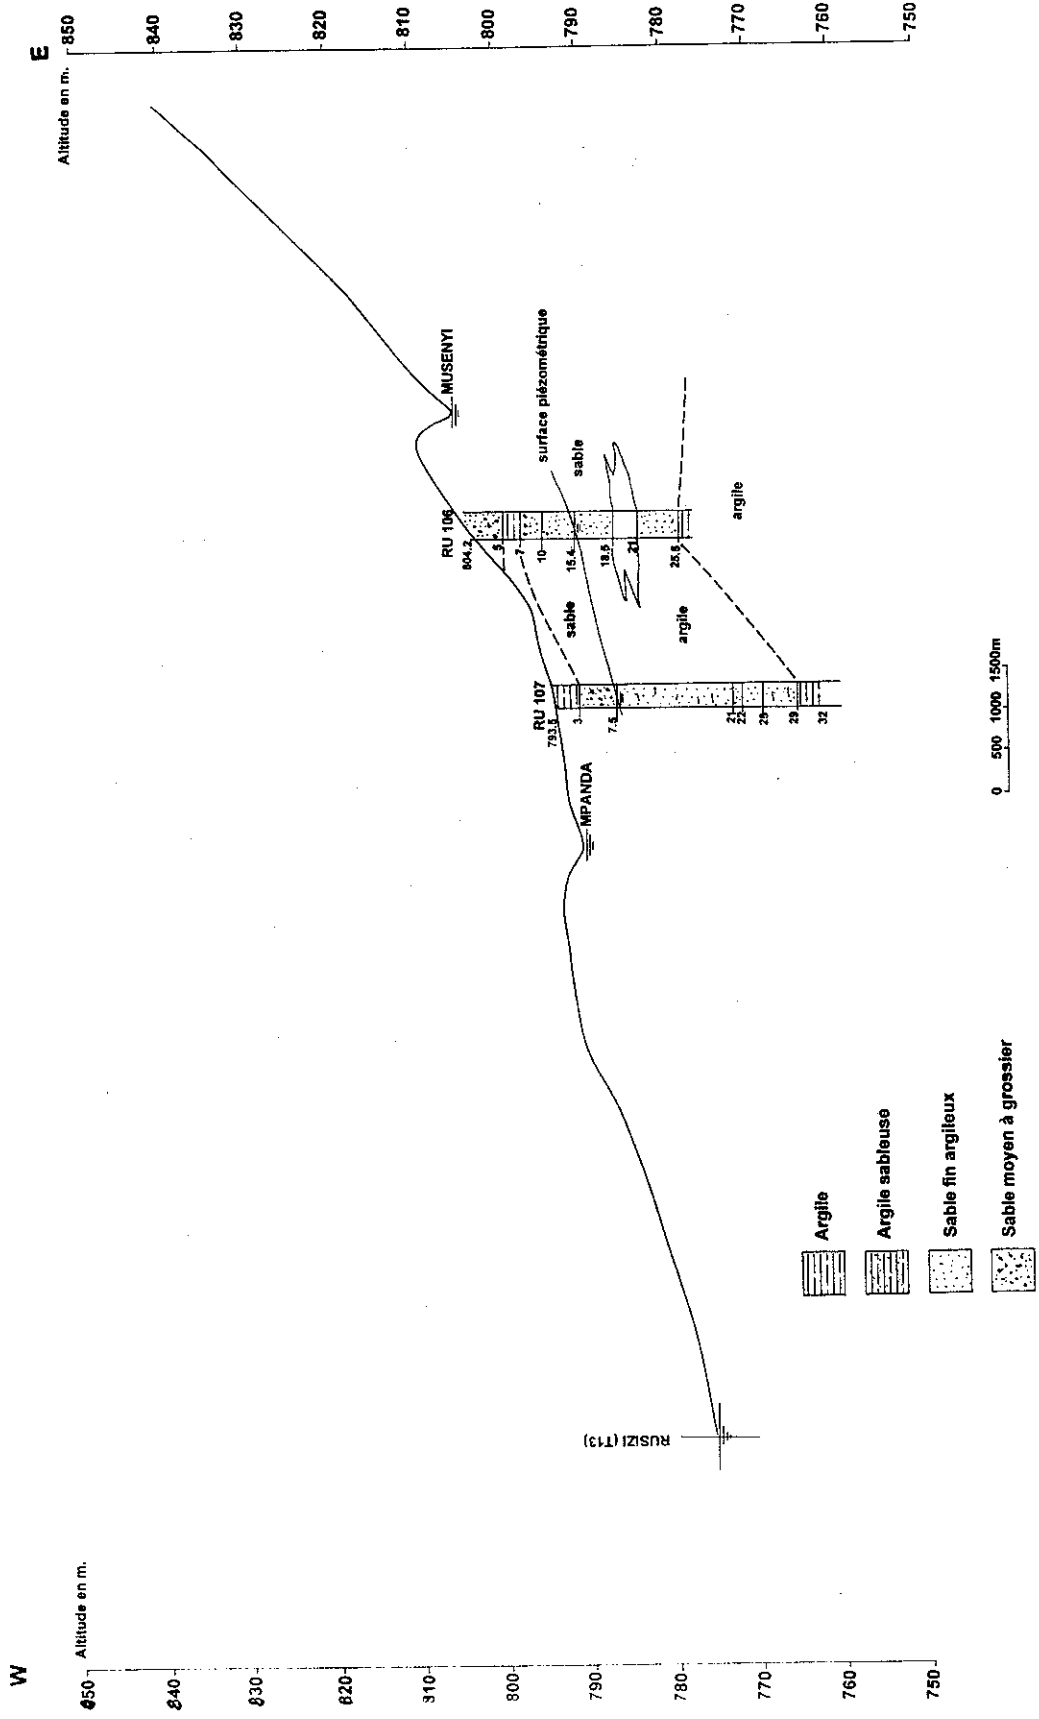 W
E
Altitude en m.
Altitude en m.
850
840
830
820
810
800
790
780
770
760
750
850
840
830
820
810
800
790
780
770
760
750
RUSIZI (T13)
MPANDA
MUSENYI
RU 107
793.5
3
7.5
21
22
25
29
32
RU 106
804.2
5
7
10
15.4
18.5
21
25.5
surface piézométrique
sable
sable
argile
argile
0 500 1000 1500m
Argile
Argile sableuse
Sable fin argileux
Sable moyen à grossier